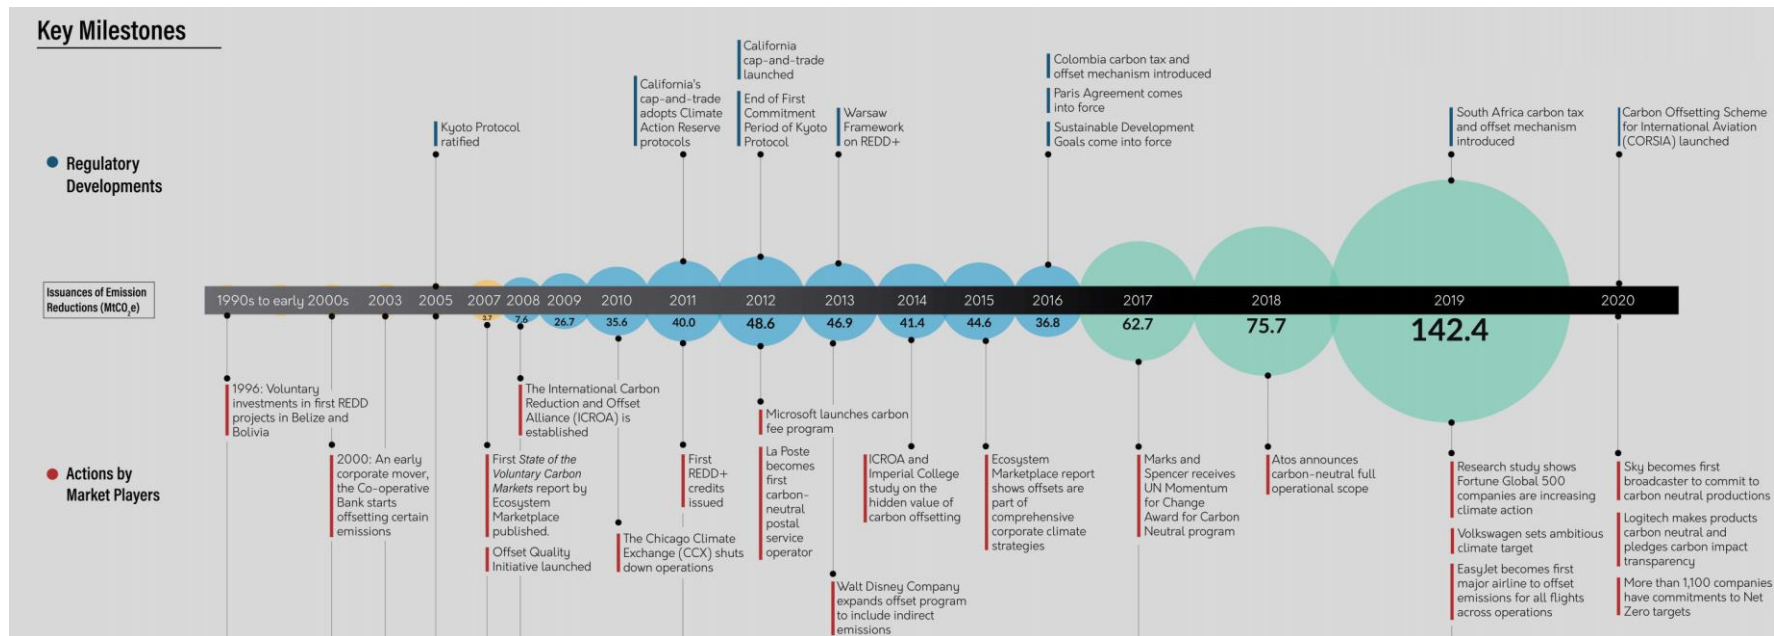 Key Milestones
Regulatory
Developments
Kyoto Protocol
ratified
California's
cap-and-trade
adopts Climate
Action Reserve
protocols
California
cap-and-trade
launched
End of First
Commitment
Period of Kyoto
Protocol
Warsaw
Framework
on REDD+
Colombia carbon tax and
offset mechanism introduced
Paris Agreement comes
into force
Sustainable Development
Goals come into force
South Africa carbon tax
and offset mechanism
introduced
Carbon Offsetting Scheme
for International Aviation
(CORSIA) launched
Issuances of Emission
Reductions (MtCO₂e)
1990s to early 2000s 2003 2005 2007 2008 2009 2010 2011 2012 2013 2014 2015 2016 2017 2018 2019 2020
3.7 7.6 26.7 35.6 40.0 48.6 46.9 41.4 44.6 36.8 62.7 75.7 142.4
Actions by
Market Players
1996: Voluntary
investments in first REDD
projects in Belize and
Bolivia
2000: An early
corporate mover,
the Co-operative
Bank starts
offsetting certain
emissions
First State of the
Voluntary Carbon
Markets report by
Ecosystem
Marketplace
published.
Offset Quality
Initiative launched
The International Carbon
Reduction and Offset
Alliance (ICROA) is
established
The Chicago Climate
Exchange (CCX) shuts
down operations
First
REDD+
credits
issued
Microsoft launches carbon
fee program
La Poste
becomes
first
carbon-
neutral
postal
service
operator
Walt Disney Company
expands offset program
to include indirect
emissions
ICROA and
Imperial College
study on the
hidden value of
carbon offsetting
Ecosystem
Marketplace report
shows offsets are
part of
comprehensive
corporate climate
strategies
Marks and
Spencer receives
UN Momentum
for Change
Award for Carbon
Neutral program
Atos announces
carbon-neutral full
operational scope
Research study shows
Fortune Global 500
companies are increasing
climate action
Volkswagen sets ambitious
climate target
EasyJet becomes first
major airline to offset
emissions for all flights
across operations
Sky becomes first
broadcaster to commit to
carbon neutral productions
Logitech makes products
carbon neutral and
pledges carbon impact
transparency
More than 1,100 companies
have commitments to Net
Zero targets